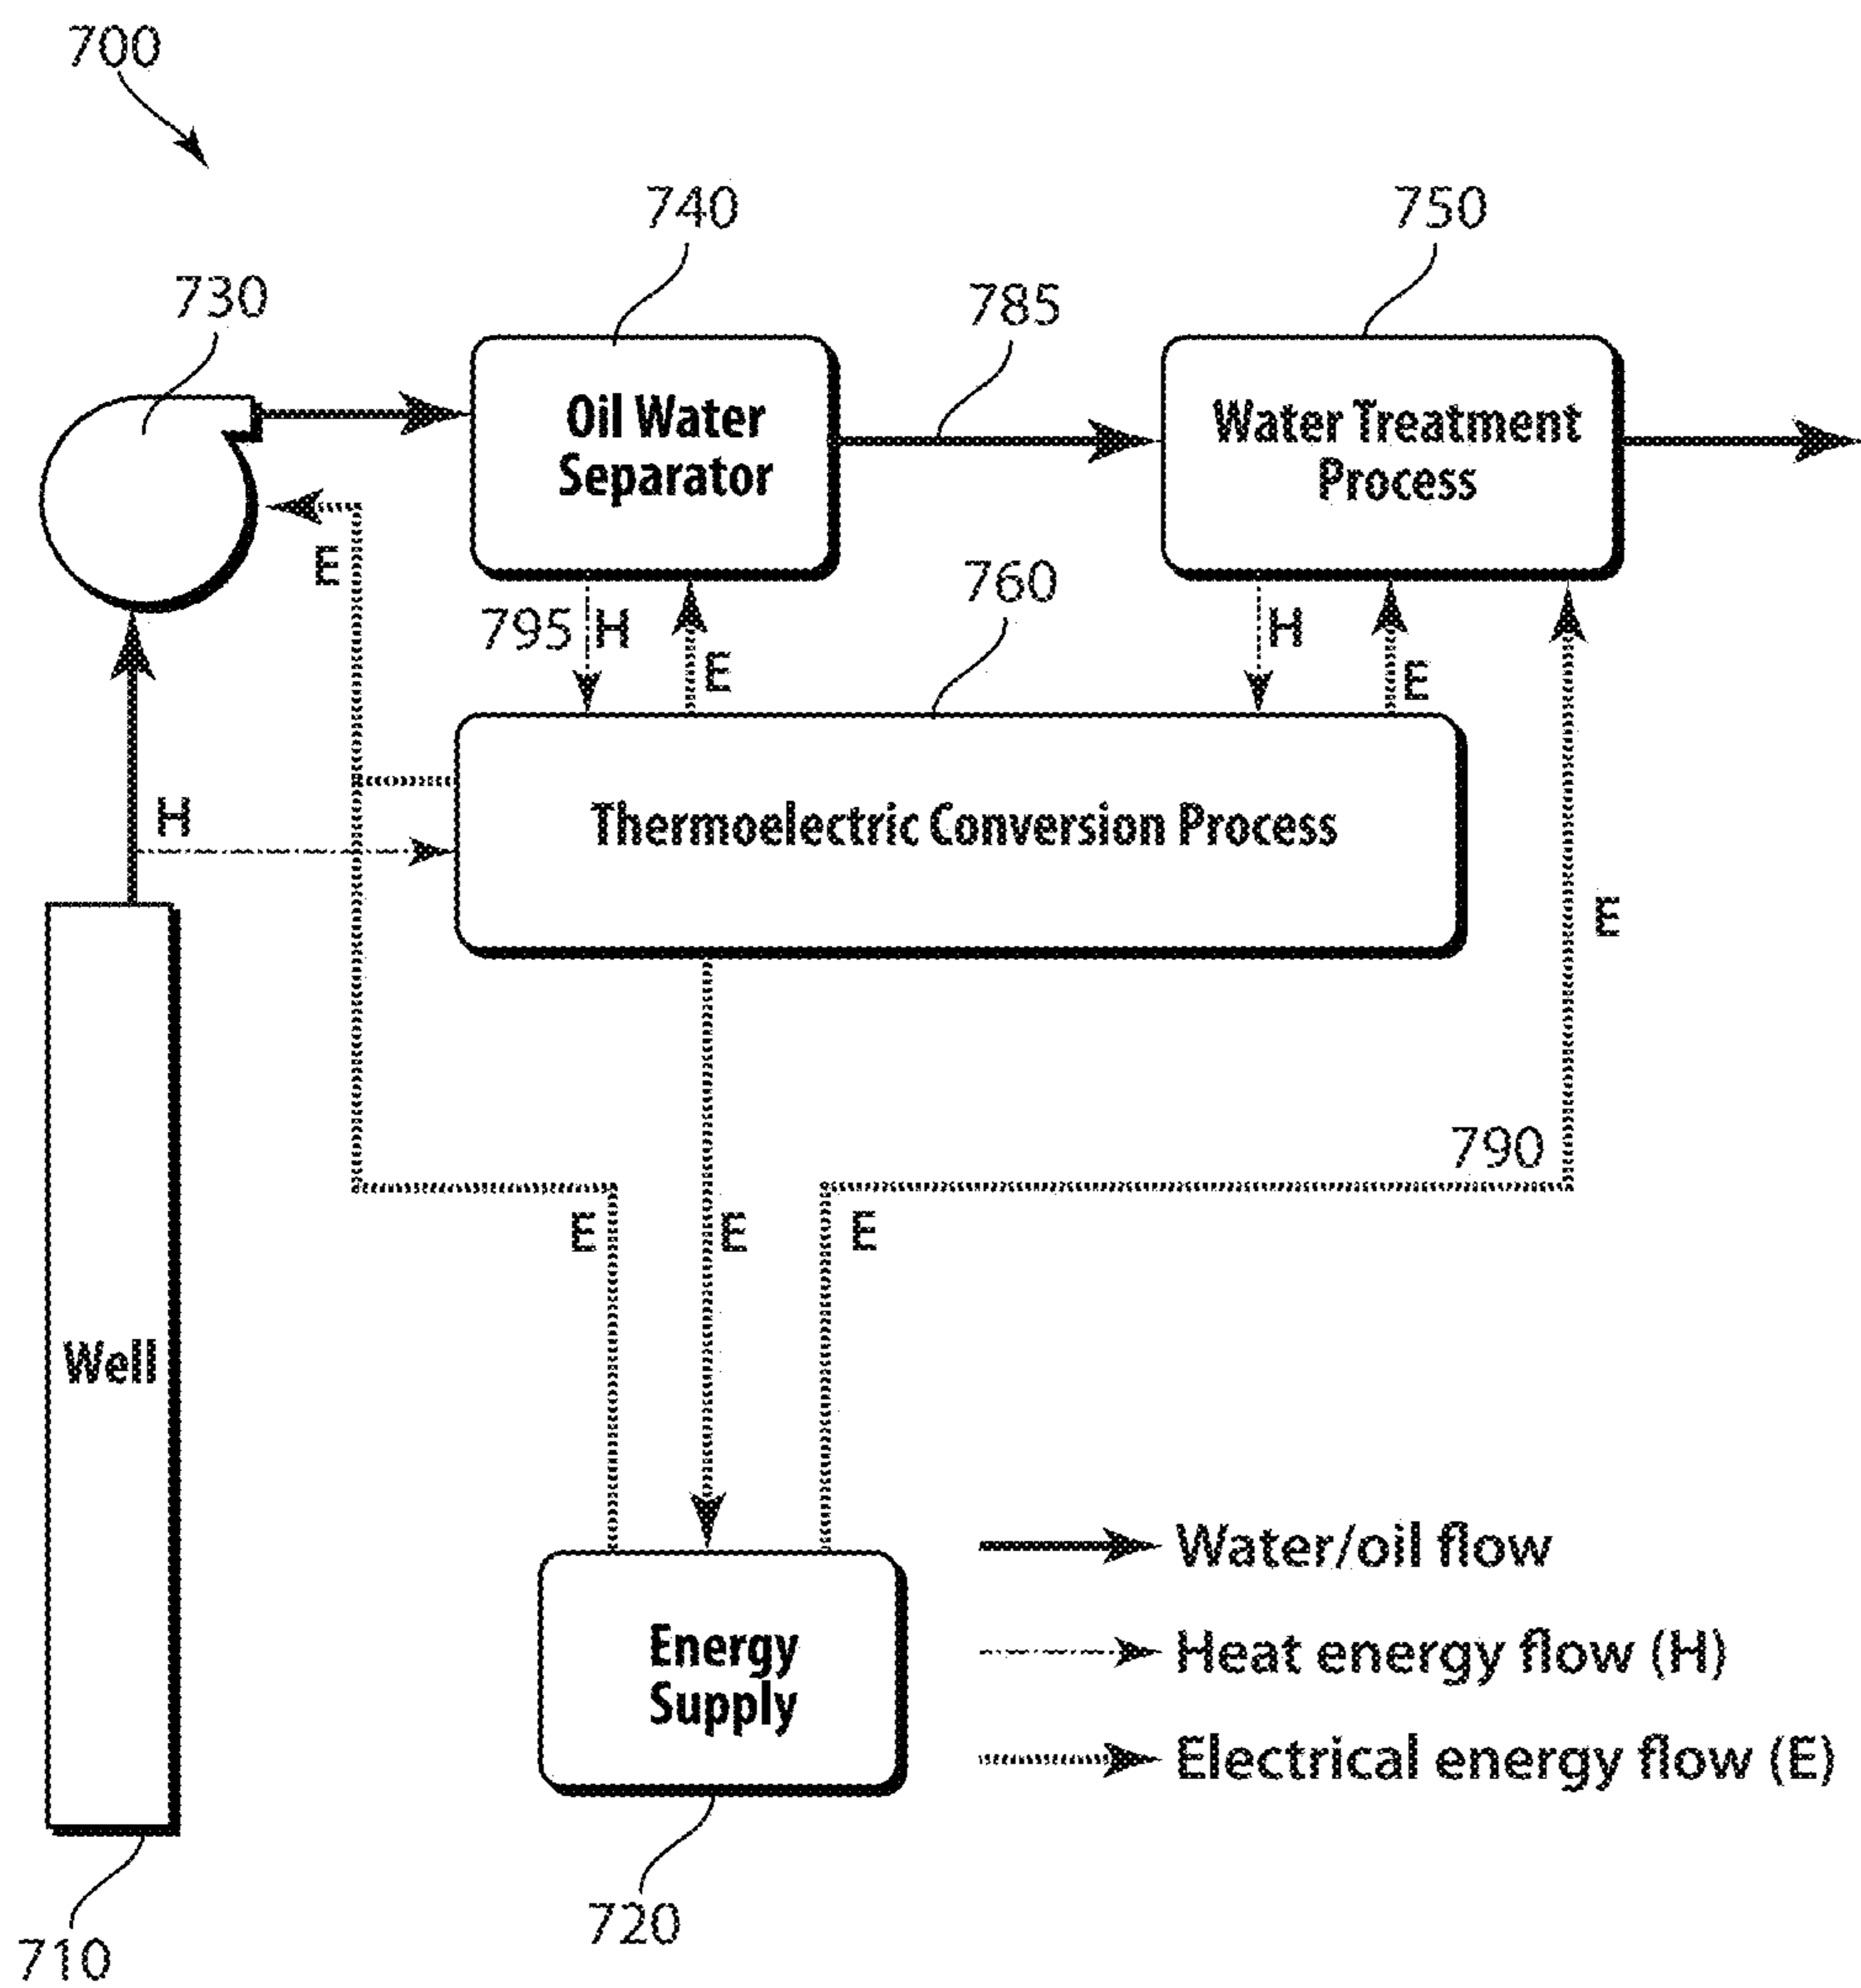 700
740
750
730
785
Oil Water
Separator
Water Treatment
Process
E
760
795
H
E
H
E
Thermoelectric Conversion Process
H
E
790
E
E
E
Well
Water/oil flow
Energy
Supply
Heat energy flow (H)
Electrical energy flow (E)
720
710